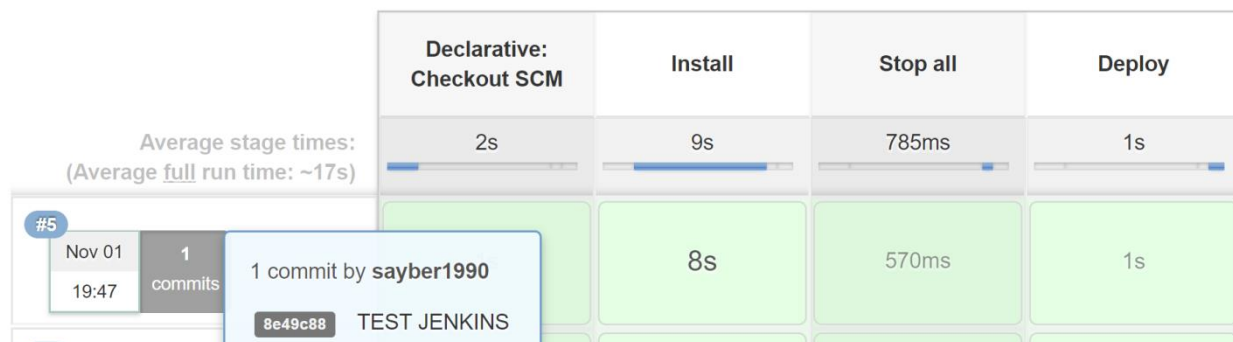 Declarative:
Checkout SCM
Install
Stop all
Deploy
Average stage times:
(Average full run time: ~17s)
2s
9s
785ms
1s
#5
Nov 01
19:47
1
commits
8s
570ms
1s
1 commit by sayber1990
8e49c88 TEST JENKINS